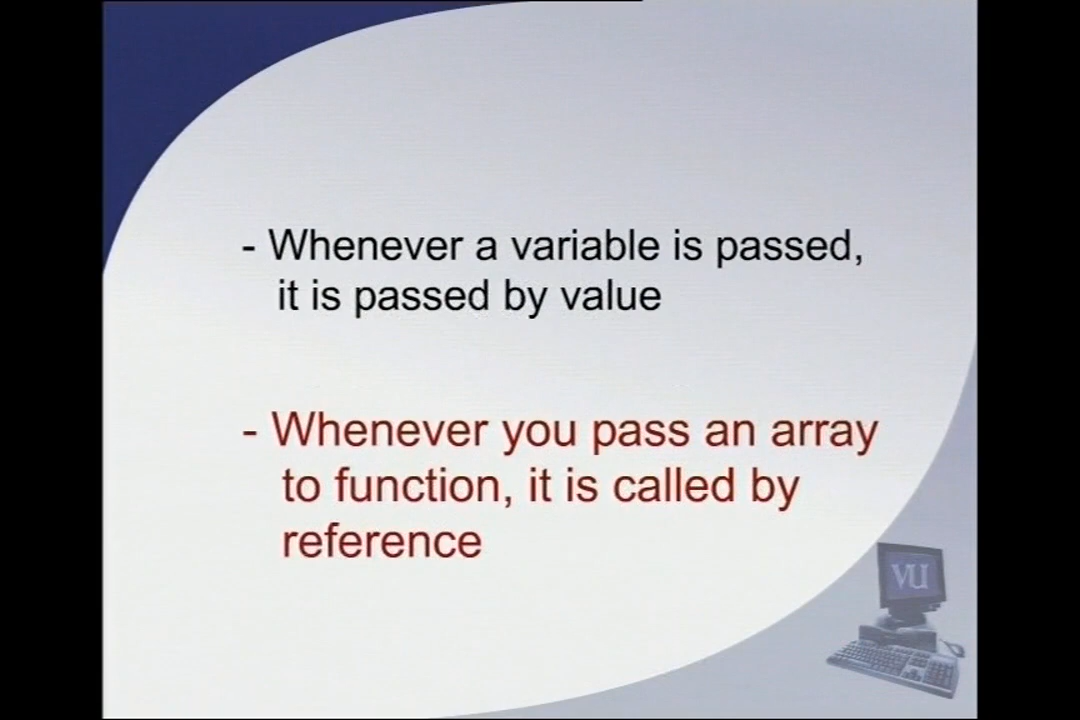 - Whenever a variable is passed,
it is passed by value
- Whenever you pass an array
to function, it is called by
reference
VU